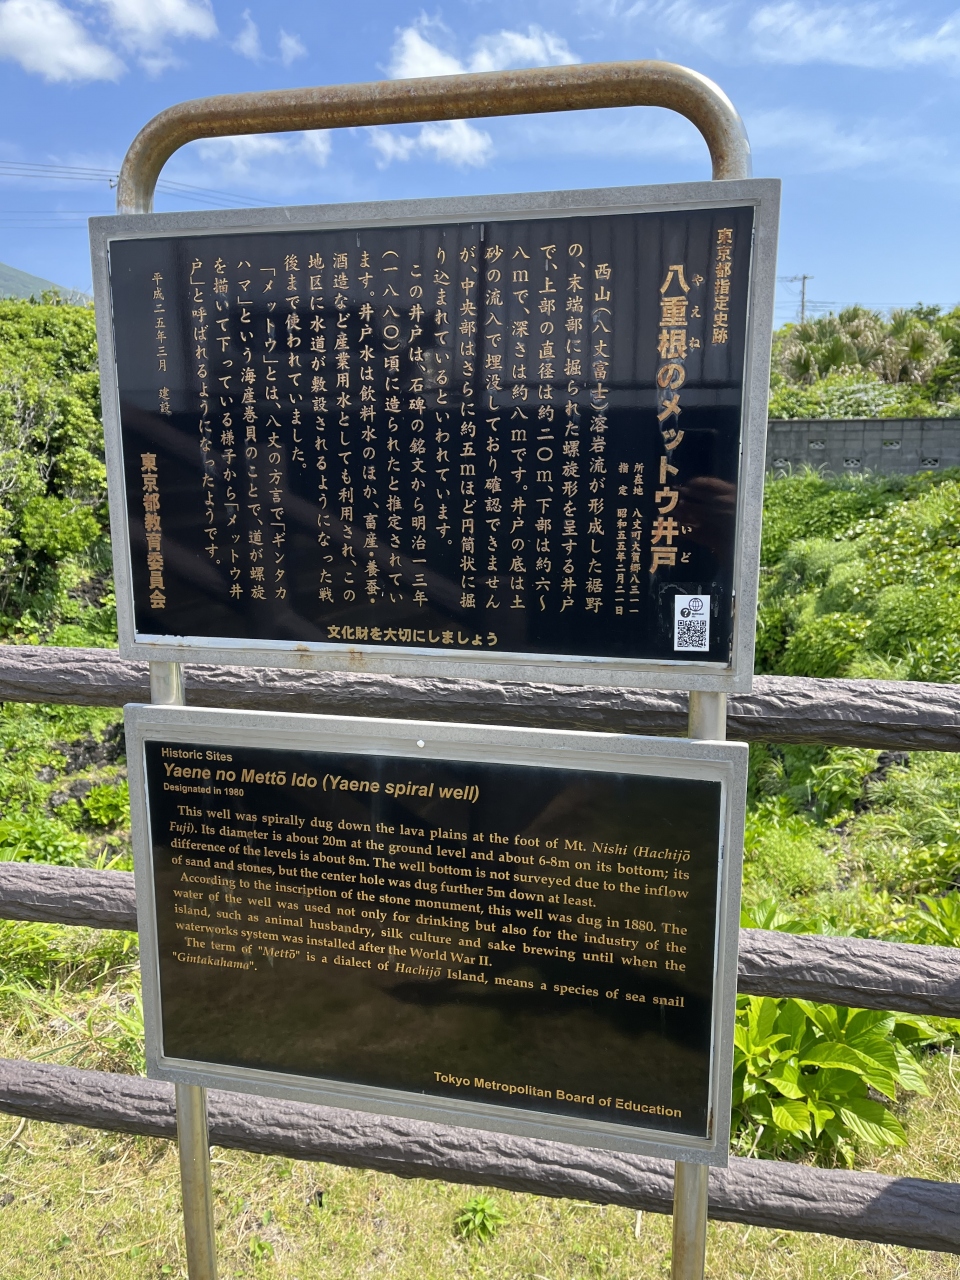 東京都指定史跡
八重根のメットウ井戸
やえね
いど
所在地 八丈町大賀郷八三一一
指定 昭和五五年二月二一日
西山(八丈富士)溶岩流が形成した裾野
の、末端部に掘られた螺旋形を呈する井戸
で、上部の直径は約二〇m、下部は約六～
八mで、深さは約八mです。井戸の底は土
砂の流入で埋没しており確認できません
が、中央部はさらに約五mほど円筒状に掘
り込まれているといわれています。
この井戸は、石碑の銘文から明治一三年
(一八八〇)頃に造られたと推定されてい
ます。井戸水は飲料水のほか、畜産・養蚕・
酒造など産業用水としても利用され、この
地区に水道が敷設されるようになった戦
後まで使われていました。
「メットウ」とは、八丈の方言で「ギンタカ
ハマ」という海産巻貝のことで、道が螺旋
を描いて下っている様子から「メットウ井
戸」と呼ばれるようになったようです。
平成二五年三月 建設
東京都教育委員会
文化財を大切にしましょう
Historic Sites
Yaene no Mettō Ido (Yaene spiral well)
Designated in 1980
This well was spirally dug down the lava plains at the foot of Mt. Nishi (Hachijō
Fuji). Its diameter is about 20m at the ground level and about 6-8m on its bottom; its
difference of the levels is about 8m. The well bottom is not surveyed due to the inflow
of sand and stones, but the center hole was dug further 5m down at least.
According to the inscription of the stone monument, this well was dug in 1880. The
water of the well was used not only for drinking but also for the industry of the
island, such as animal husbandry, silk culture and sake brewing until when the
waterworks system was installed after the World War II.
The term of "Mettō" is a dialect of Hachijō Island, means a species of sea snail
"Gintakahama".
Tokyo Metropolitan Board of Education